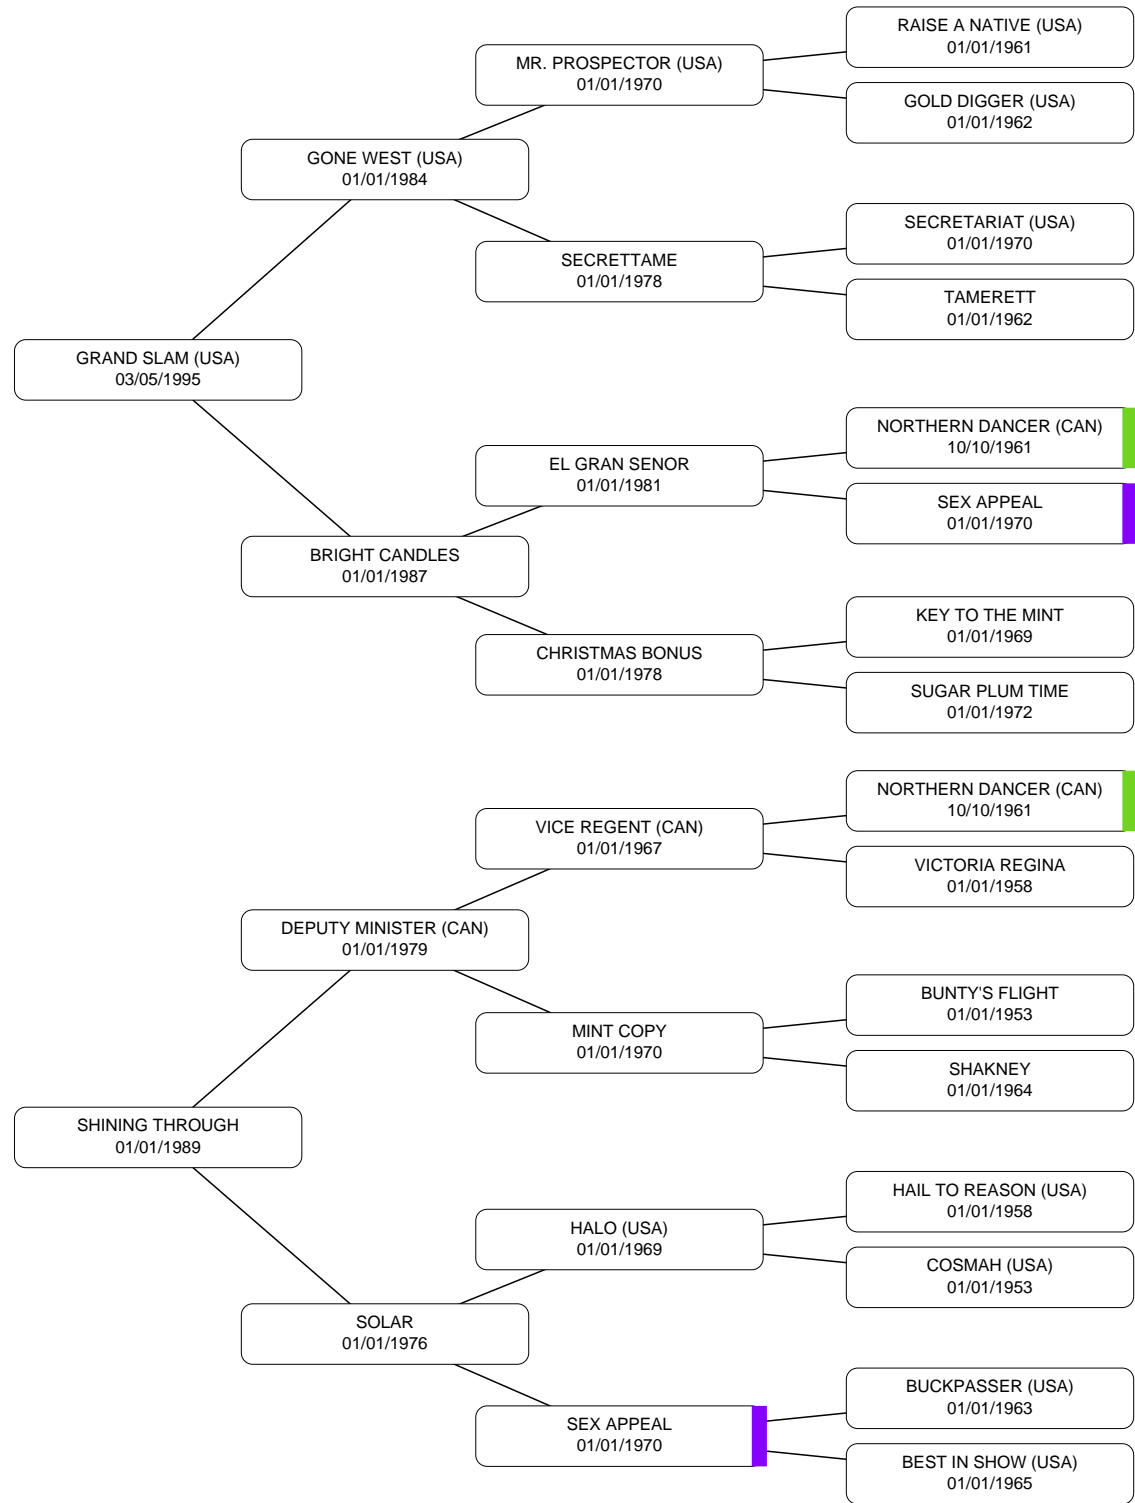 RAISE A NATIVE (USA)
01/01/1961
MR. PROSPECTOR (USA)
01/01/1970
GOLD DIGGER (USA)
01/01/1962
GONE WEST (USA)
01/01/1984
SECRETARIAT (USA)
01/01/1970
SECRETTAME
01/01/1978
TAMERETT
01/01/1962
GRAND SLAM (USA)
03/05/1995
NORTHERN DANCER (CAN)
10/10/1961
EL GRAN SENOR
01/01/1981
SEX APPEAL
01/01/1970
BRIGHT CANDLES
01/01/1987
KEY TO THE MINT
01/01/1969
CHRISTMAS BONUS
01/01/1978
SUGAR PLUM TIME
01/01/1972
NORTHERN DANCER (CAN)
10/10/1961
VICE REGENT (CAN)
01/01/1967
VICTORIA REGINA
01/01/1958
DEPUTY MINISTER (CAN)
01/01/1979
BUNTY'S FLIGHT
01/01/1953
MINT COPY
01/01/1970
SHAKNEY
01/01/1964
SHINING THROUGH
01/01/1989
HAIL TO REASON (USA)
01/01/1958
HALO (USA)
01/01/1969
COSMAH (USA)
01/01/1953
SOLAR
01/01/1976
BUCKPASSER (USA)
01/01/1963
SEX APPEAL
01/01/1970
BEST IN SHOW (USA)
01/01/1965